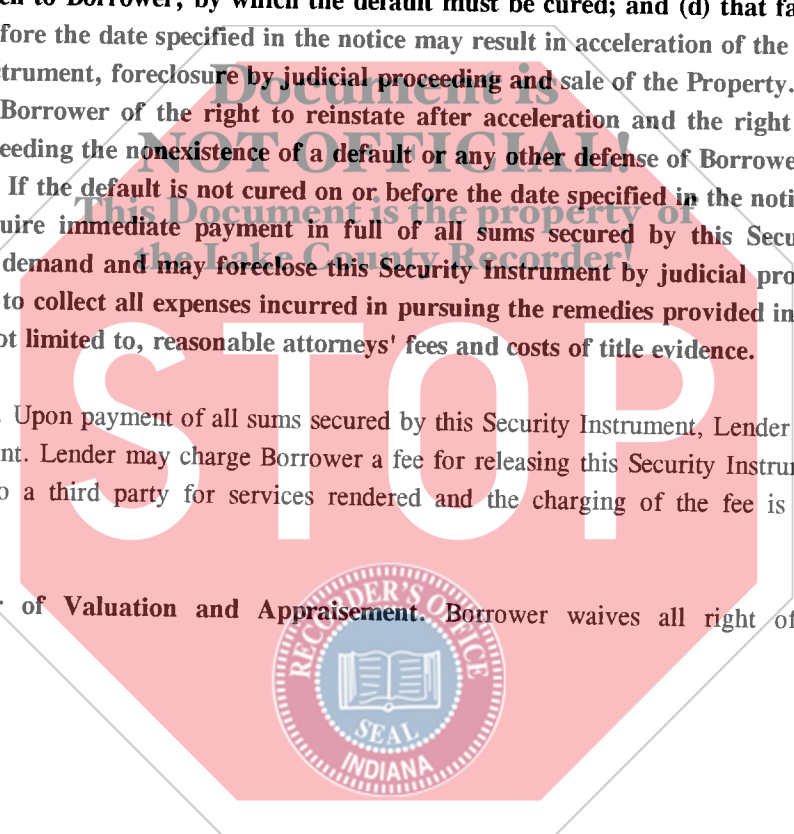 to Borrower, by which the default must be cured; and (d) that
fore the date specified in the notice may result in acceleration of the
trument, foreclosure by judicial proceeding and sale of the Property.
Document is
Borrower of the right to reinstate after acceleration and the right
NOT OFFICIAL!
eeding the nonexistence of a default or any other defense of Borrowe
If the default is not cured on or before the date specified in the noti
This Document is the property of
uire immediate payment in full of all sums secured by this Secu
the Lake County Recorder!
demand and may foreclose this Security Instrument by judicial pro
to collect all expenses incurred in pursuing the remedies provided in
ot limited to, reasonable attorneys' fees and costs of title evidence.
STOP
. Upon payment of all sums secured by this Security Instrument, Lender
nt. Lender may charge Borrower a fee for releasing this Security Instru
o a third party for services rendered and the charging of the fee is
of Valuation and Appraisement. Borrower waives all right of
RECORDER'S OFFICE
SEAL
INDIANA